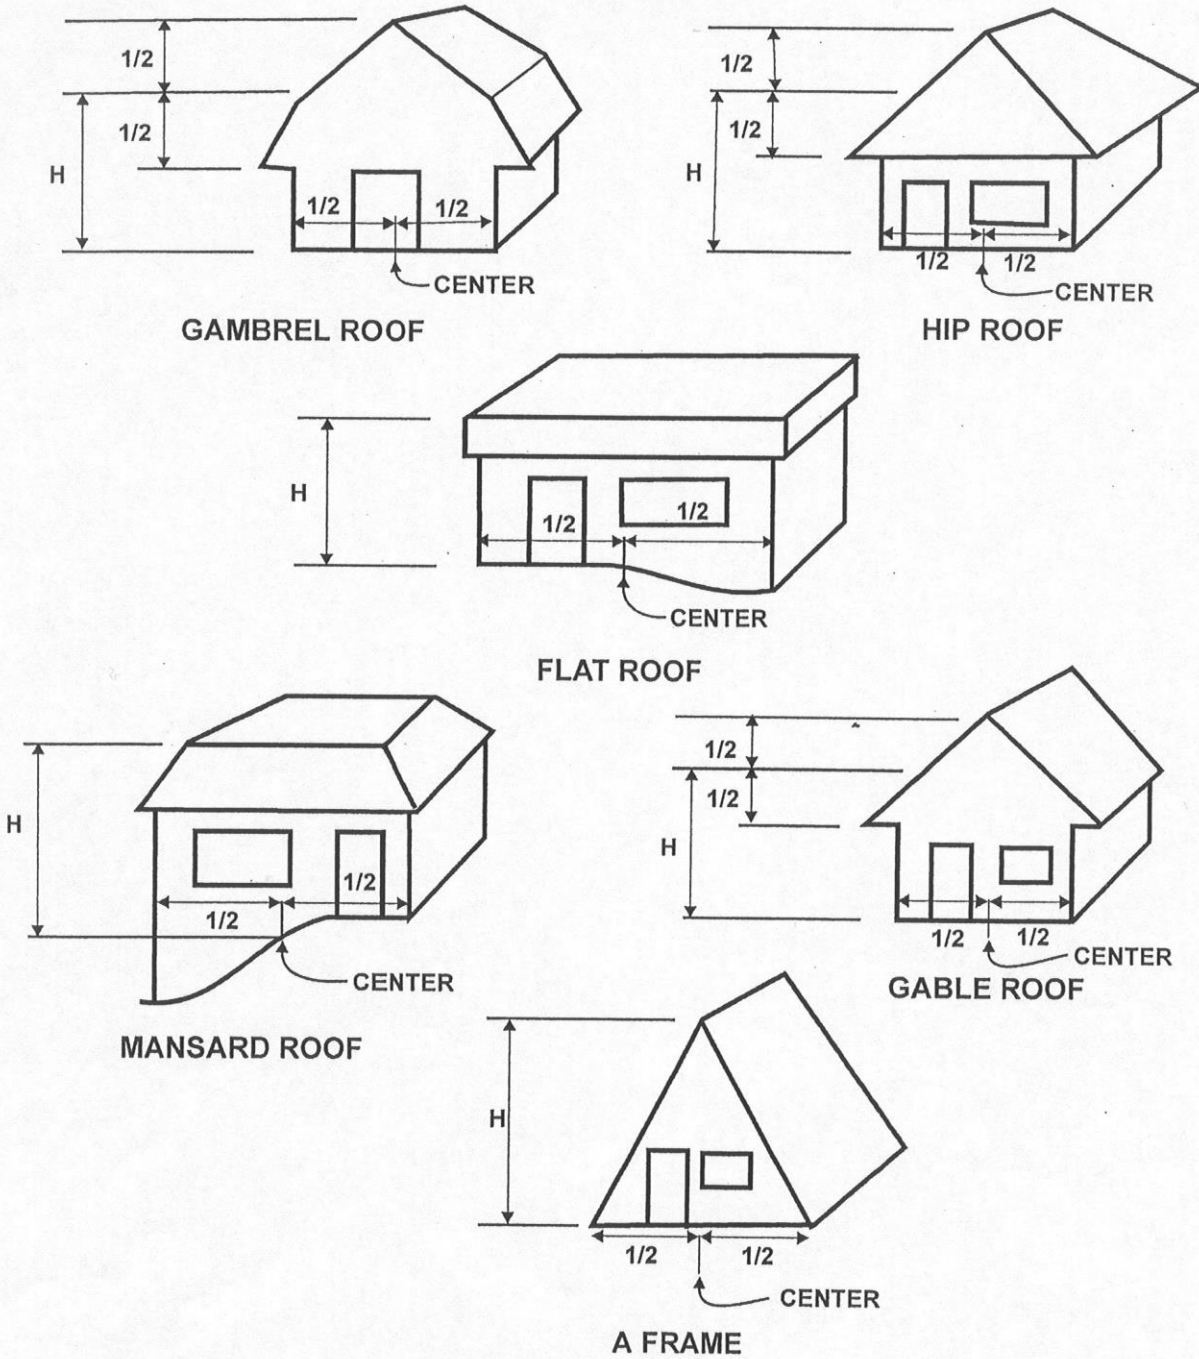 1/2
1/2
H
1/2 1/2
CENTER
GAMBREL ROOF
1/2
1/2
H
1/2 1/2
CENTER
HIP ROOF
H
1/2 1/2
CENTER
FLAT ROOF
H
1/2 1/2
CENTER
MANSARD ROOF
1/2
1/2
H
1/2 1/2
CENTER
GABLE ROOF
H
1/2 1/2
CENTER
A FRAME